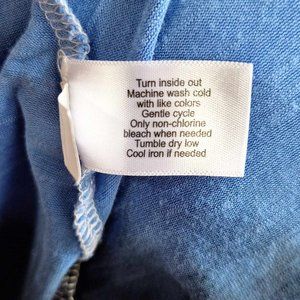 Turn inside out
Machine wash cold
with like colors
Gentle cycle
Only non-chlorine
bleach when needed
Tumble dry low
Cool iron if needed